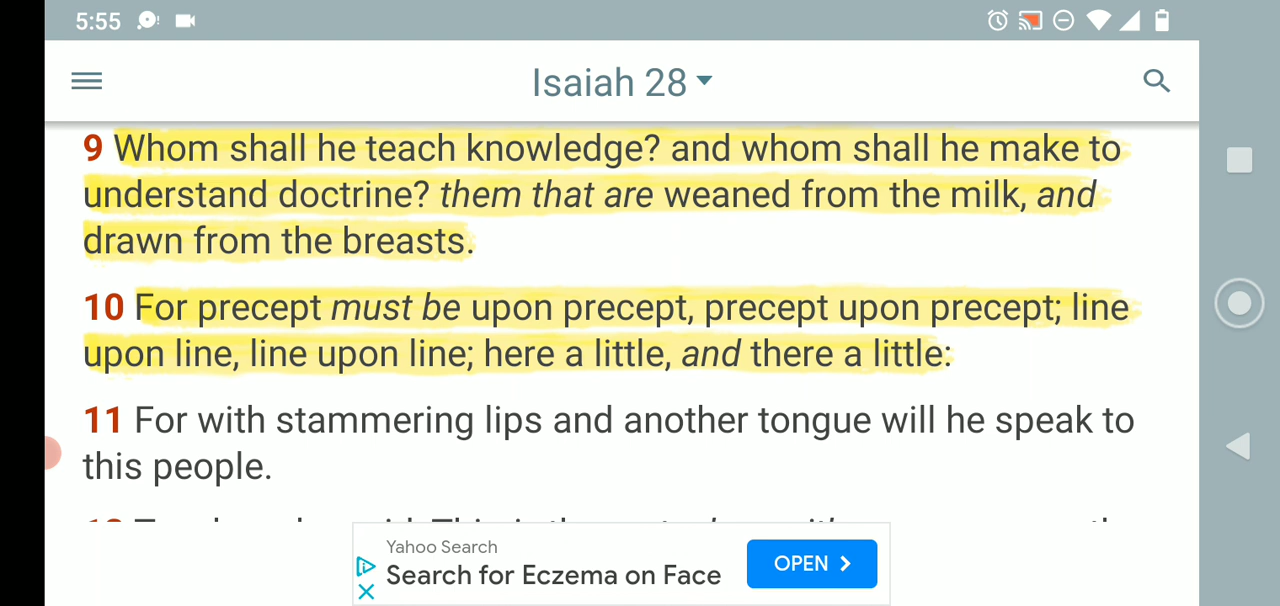 5:55
Isaiah 28
9 Whom shall he teach knowledge? and whom shall he make to
understand doctrine? them that are weaned from the milk, and
drawn from the breasts.
10 For precept must be upon precept, precept upon precept; line
upon line, line upon line; here a little, and there a little:
11 For with stammering lips and another tongue will he speak to
this people.
Yahoo Search
Search for Eczema on Face
OPEN